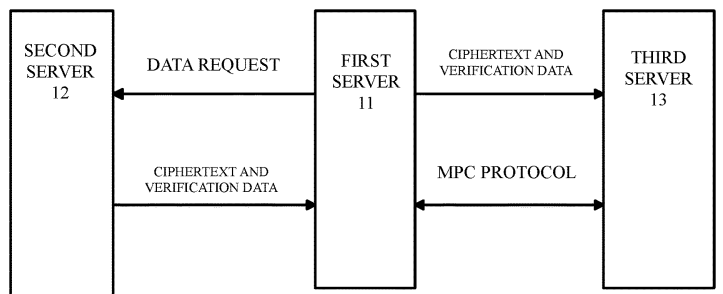 SECOND
SERVER
12
DATA REQUEST
FIRST
SERVER
11
CIPHERTEXT AND
VERIFICATION DATA
THIRD
SERVER
13
CIPHERTEXT AND
VERIFICATION DATA
MPC PROTOCOL